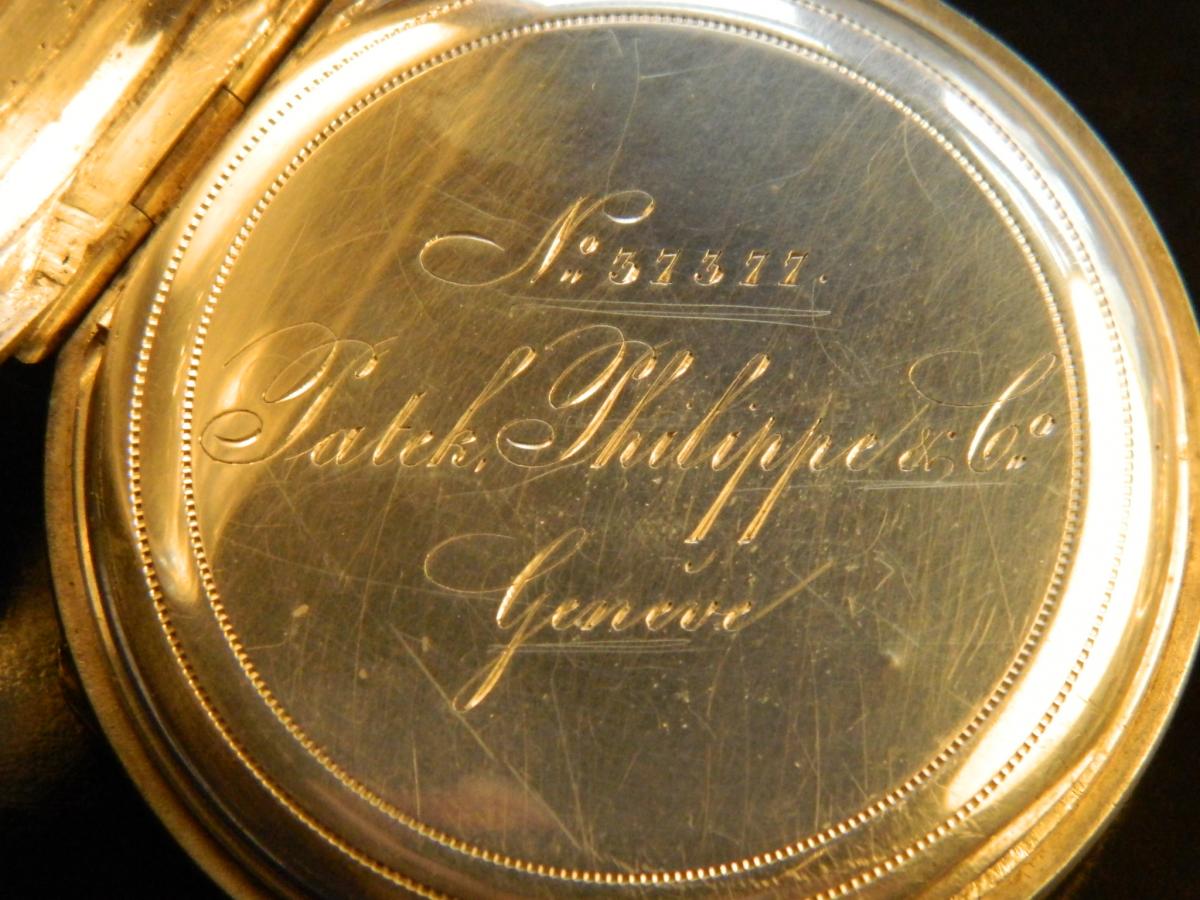 Nº 37377.
Patek, Philippe & Cº
Genève